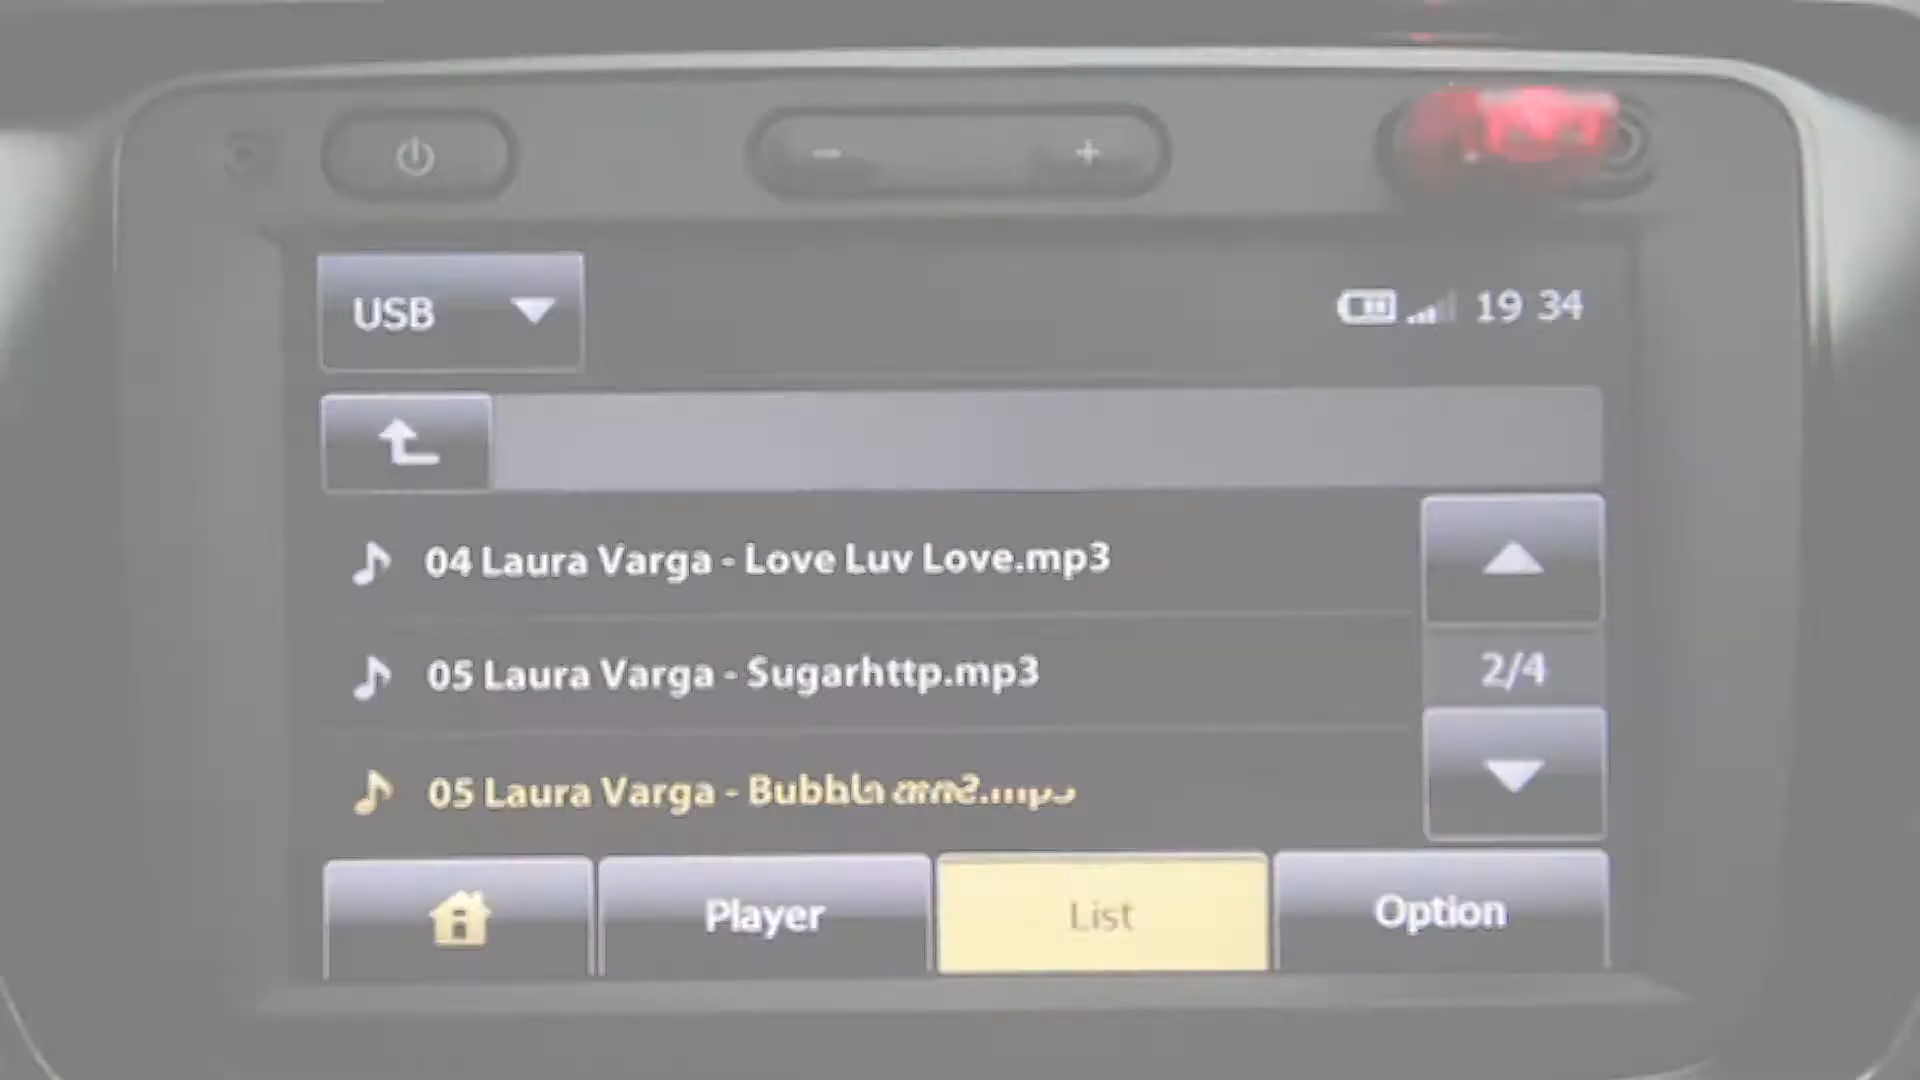 USB
19 34
04 Laura Varga - Love Luv Love.mp3
05 Laura Varga - Sugarhttp.mp3
2/4
05 Laura Varga -
Player
List
Option